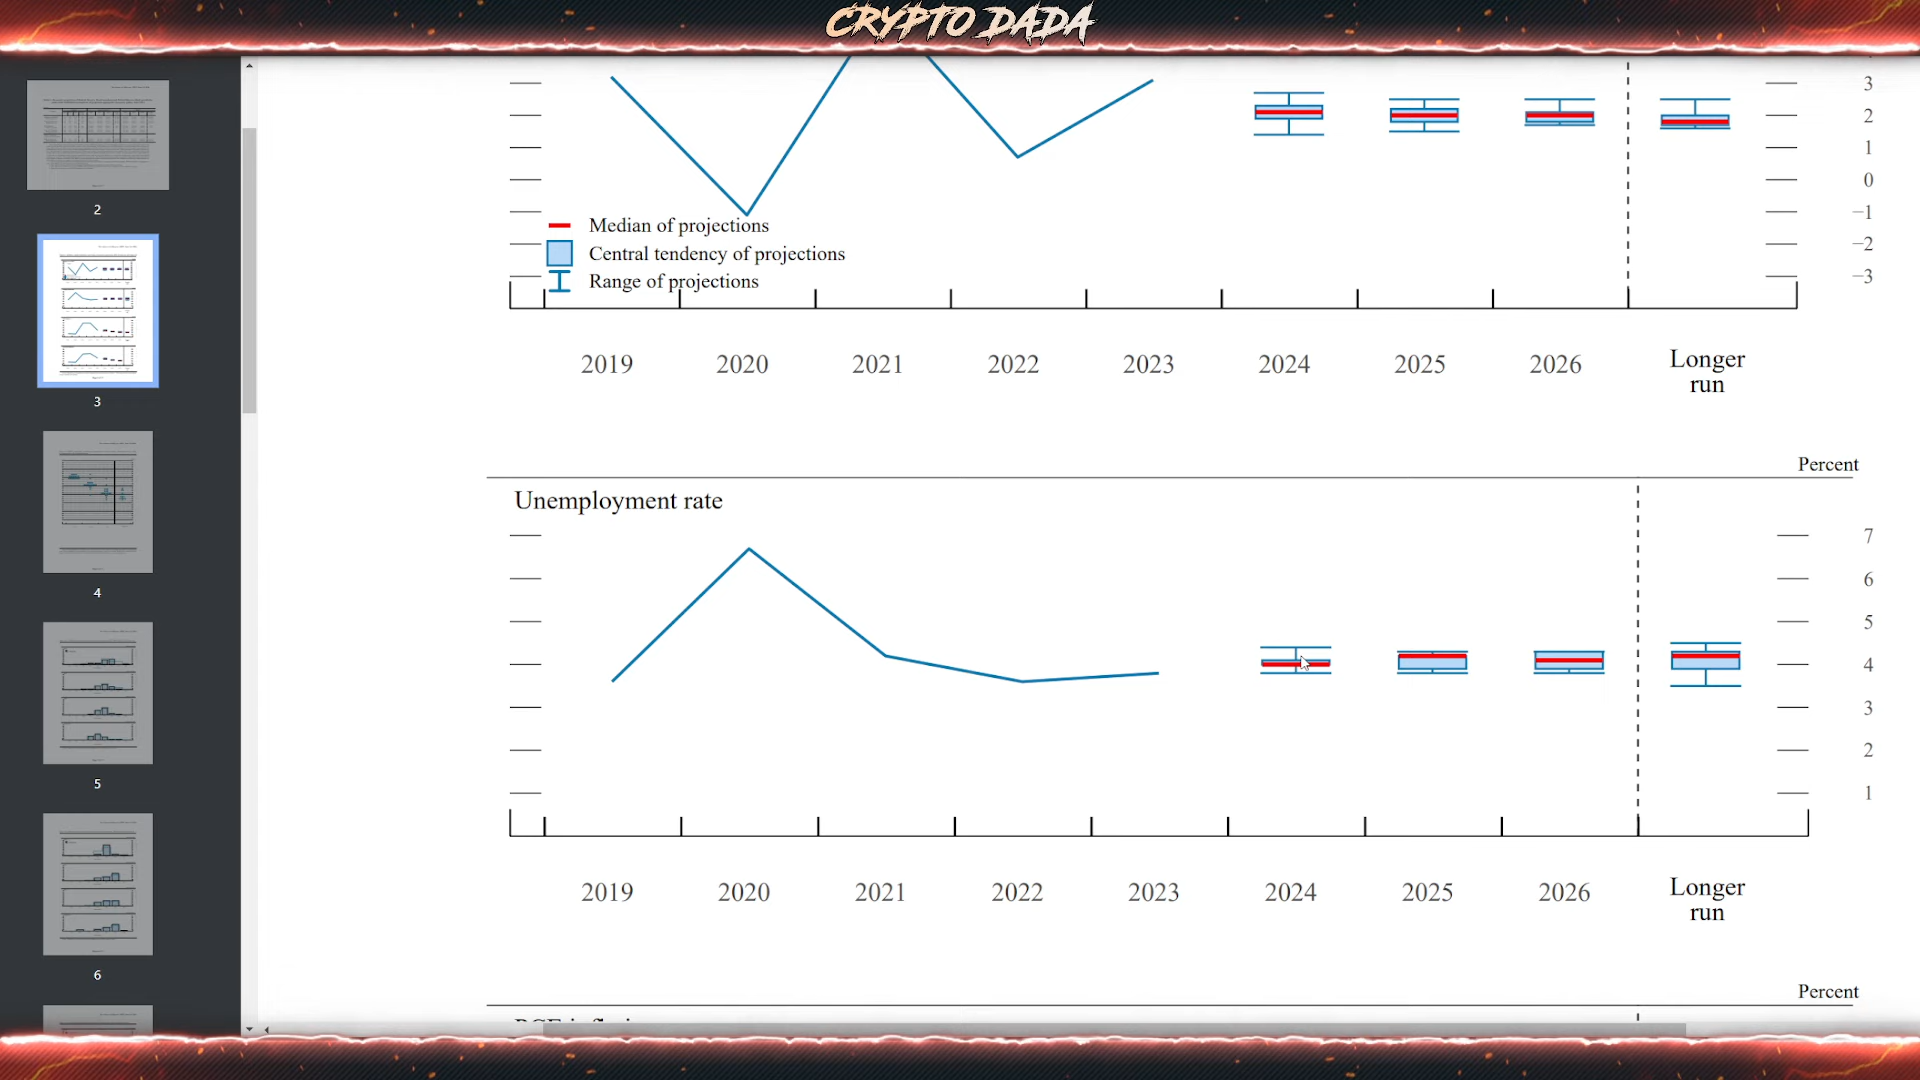 CRYPTO DADA
2
3
4
5
6
3
2
1
0
−1
−2
−3
Median of projections
Central tendency of projections
Range of projections
2019 2020 2021 2022 2023 2024 2025 2026 Longer run
Percent
Unemployment rate
7
6
5
4
3
2
1
2019 2020 2021 2022 2023 2024 2025 2026 Longer run
Percent